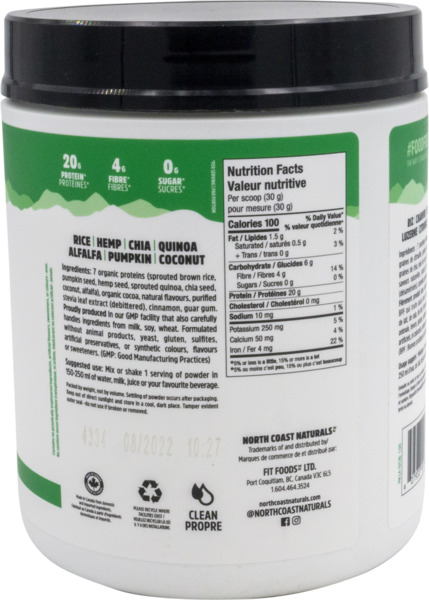 20G
PROTEIN*
PROTÉINES*
4G
FIBRE*
FIBRES*
0G
SUGAR*
SUCRES*
RICE | HEMP | CHIA | QUINOA
ALFALFA | PUMPKIN | COCONUT
Ingredients: 7 organic proteins (sprouted brown rice,
pumpkin seed, hemp seed, sprouted quinoa, chia seed,
coconut, alfalfa), organic cocoa, natural flavours, purified
stevia leaf extract (debittered), cinnamon, guar gum.
Proudly produced in our GMP facility that also carefully
handles ingredients from milk, soy, wheat. Formulated
without animal products, yeast, gluten, sulfites,
artificial preservatives, or synthetic colours, flavours
or sweeteners. (GMP: Good Manufacturing Practices)
Suggested use: Mix or shake 1 serving of powder in
150-250 ml of water, milk, juice or your favourite beverage.
Packed by weight, not by volume. Settling of powder occurs after packaging.
Keep out of direct sunlight and store in a cool, dark place. Tamper evident
outer seal - do not use if broken or removed.
4334 08/2022 10:27
CLEAN
PROPRE
Nutrition Facts
Valeur nutritive
Per scoop (30 g)
pour mesure (30 g)
Calories 100
% Daily Value*
% valeur quotidienne*
Fat / Lipides 1.5 g 2 %
Saturated / saturés 0.5 g
+ Trans / trans 0 g 3 %
Carbohydrate / Glucides 6 g
Fibre / Fibres 4 g 14 %
Sugars / Sucres 0 g 0 %
Protein / Protéines 20 g
Cholesterol / Cholestérol 0 mg
Sodium 10 mg 1 %
Potassium 250 mg 5 %
Calcium 50 mg 4 %
Iron / Fer 4 mg 22 %
*5% or less is a little, 15% or more is a lot
*5% ou moins c'est peu, 15% ou plus c'est beaucoup
NORTH COAST NATURALS
Trademarks of and distributed by/
Marques de commerce et distribué par:
FIT FOODS LTD.
Port Coquitlam, BC, Canada V3C 6L5
1.604.464.3524
northcoastnaturals.com
@NORTHCOASTNATURALS